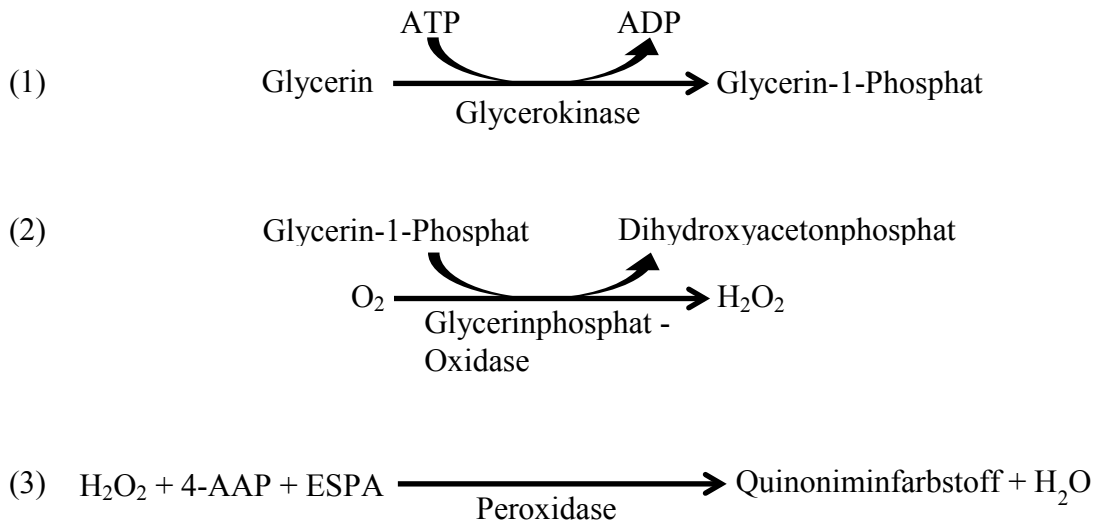 ATP ADP
(1) Glycerin Glycerin-1-Phosphat
Glycerokinase
(2) Glycerin-1-Phosphat Dihydroxyacetonphosphat
O₂ H₂O₂
Glycerinphosphat -
Oxidase
(3) H₂O₂ + 4-AAP + ESPA Quinoniminfarbstoff + H₂O
Peroxidase